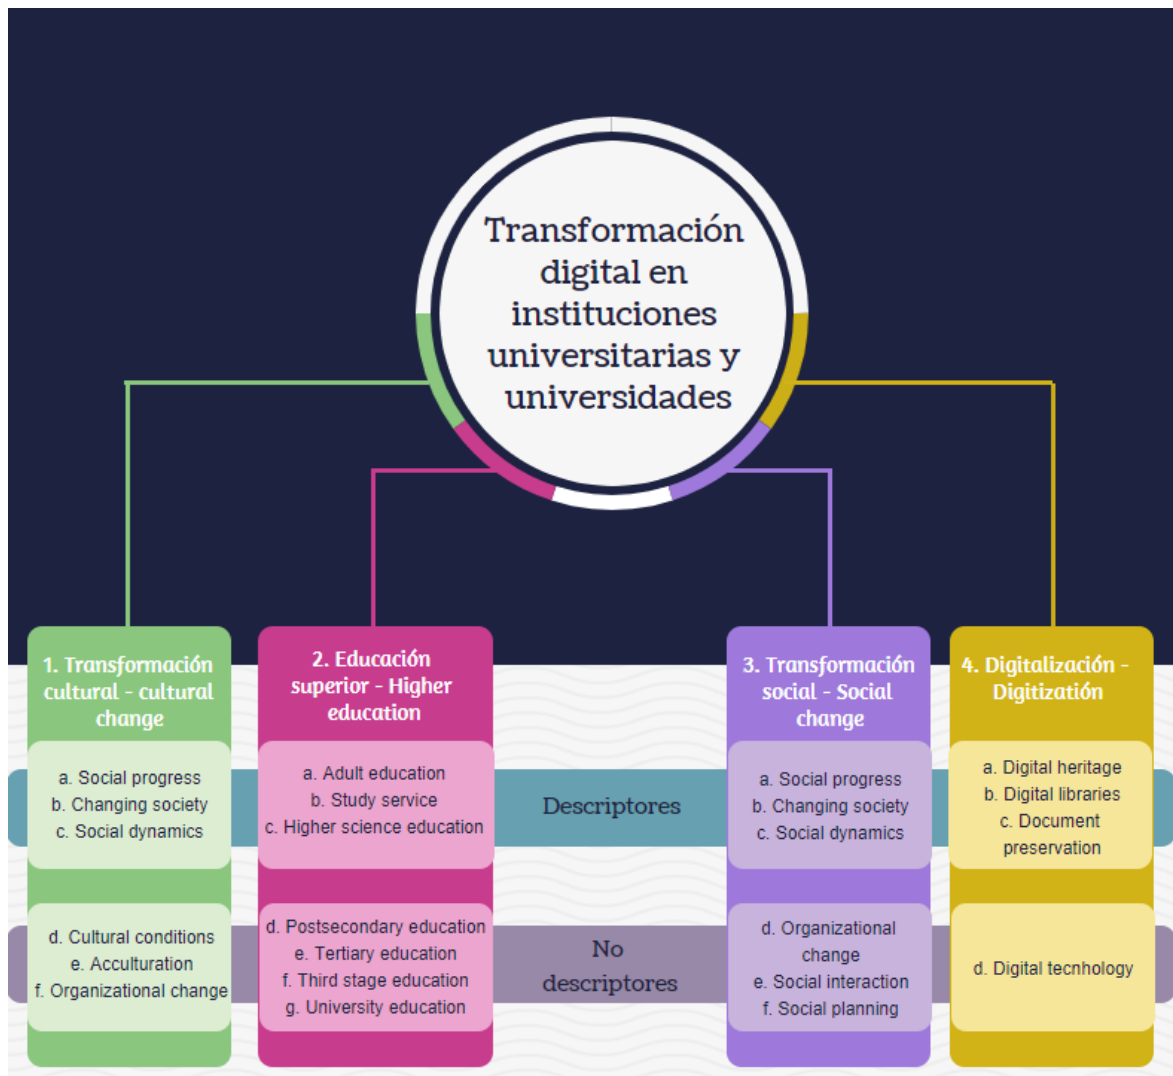 Transformación
digital en
instituciones
universitarias y
universidades
1. Transformación
cultural - cultural
change
a. Social progress
b. Changing society
c. Social dynamics
d. Cultural conditions
e. Acculturation
f. Organizational change
2. Educación
superior - Higher
education
a. Adult education
b. Study service
c. Higher science education
d. Postsecondary education
e. Tertiary education
f. Third stage education
g. University education
Descriptores
No
descriptores
3. Transformación
social - Social
change
a. Social progress
b. Changing society
c. Social dynamics
d. Organizational
change
e. Social interaction
f. Social planning
4. Digitalización -
Digitizatión
a. Digital heritage
b. Digital libraries
c. Document
preservation
d. Digital tecnhology